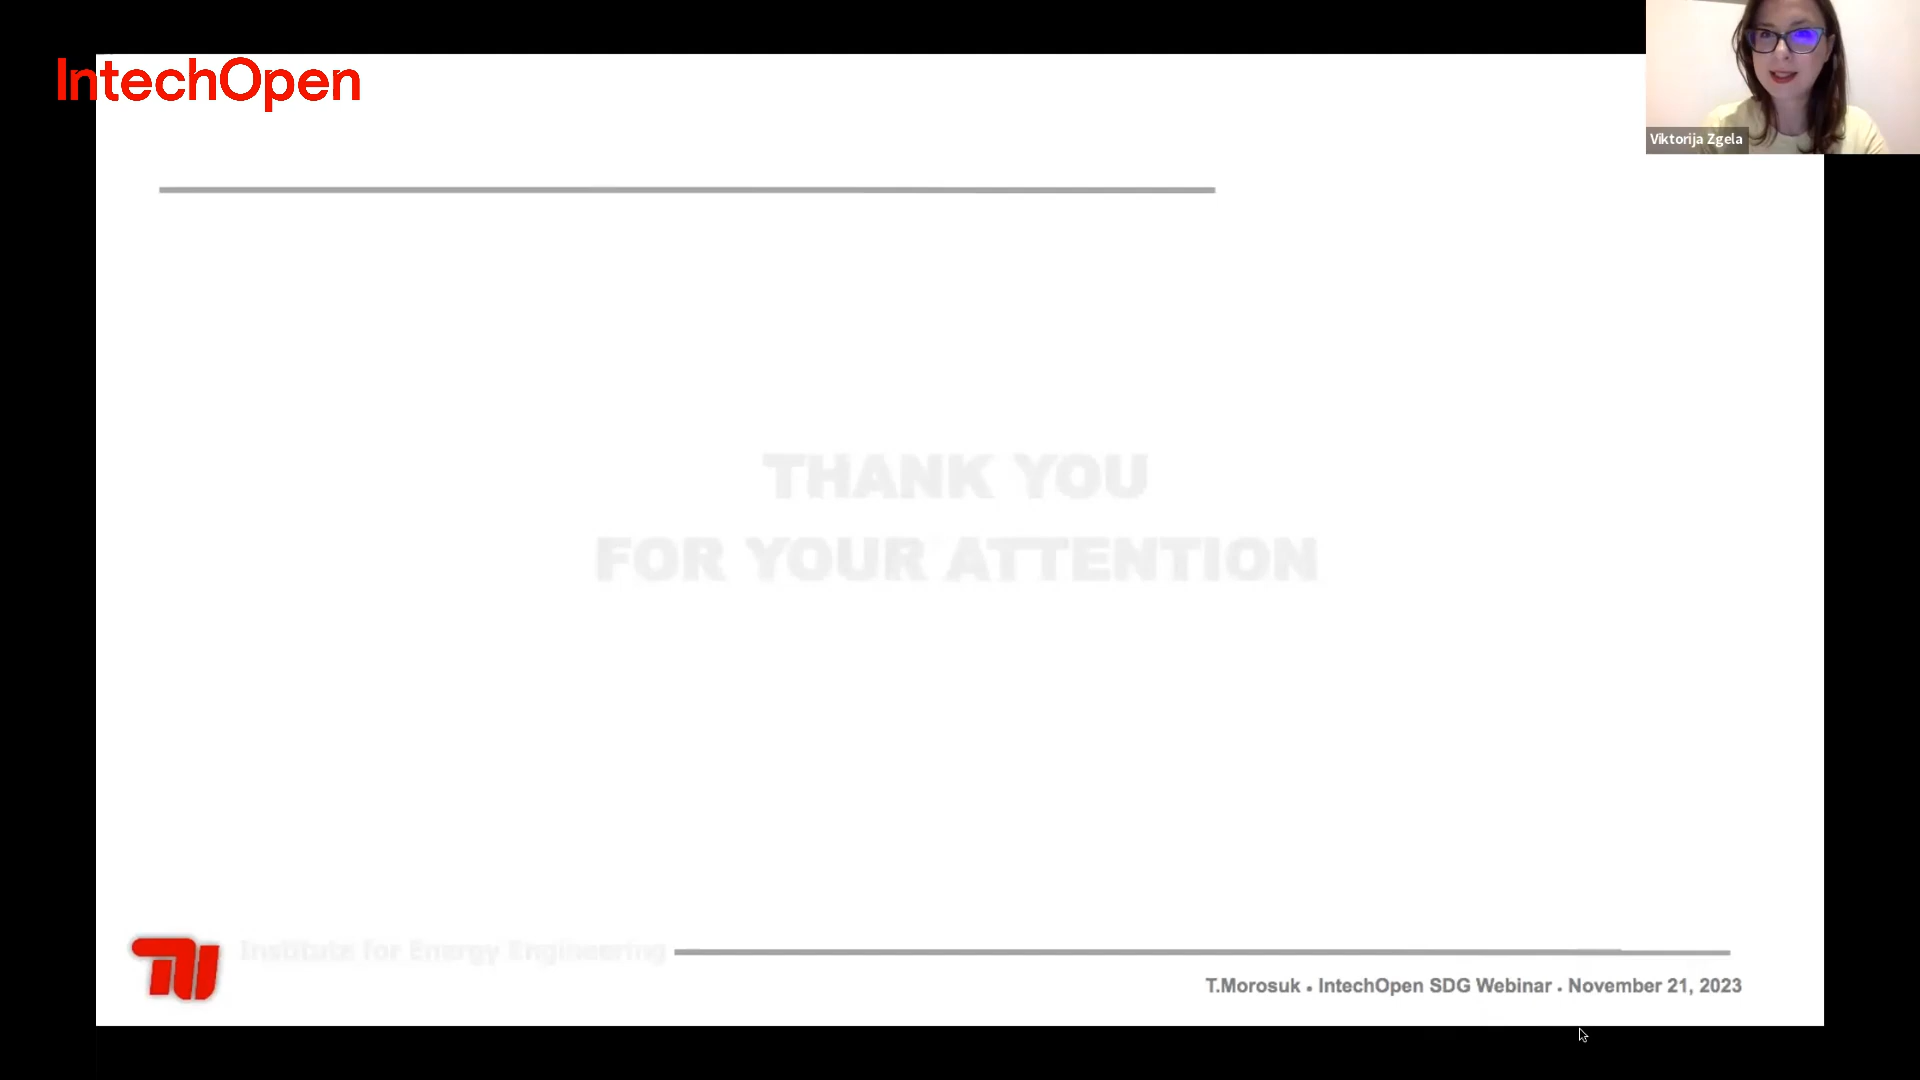 IntechOpen
Viktorija Zgela
THANK YOU
FOR YOUR ATTENTION
Institute for Energy Engineering
T.Morosuk • IntechOpen SDG Webinar • November 21, 2023